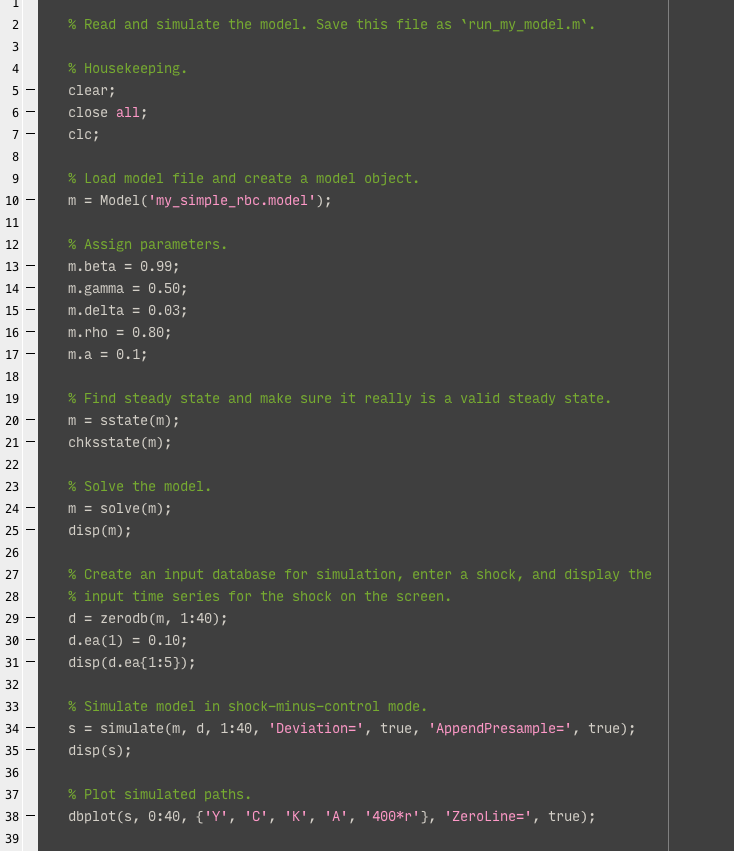 1
2 % Read and simulate the model. Save this file as `run_my_model.m`.
3
4 % Housekeeping.
5 clear;
6 close all;
7 clc;
8
9 % Load model file and create a model object.
10 m = Model('my_simple_rbc.model');
11
12 % Assign parameters.
13 m.beta = 0.99;
14 m.gamma = 0.50;
15 m.delta = 0.03;
16 m.rho = 0.80;
17 m.a = 0.1;
18
19 % Find steady state and make sure it really is a valid steady state.
20 m = sstate(m);
21 chksstate(m);
22
23 % Solve the model.
24 m = solve(m);
25 disp(m);
26
27 % Create an input database for simulation, enter a shock, and display the
28 % input time series for the shock on the screen.
29 d = zerodb(m, 1:40);
30 d.ea(1) = 0.10;
31 disp(d.ea{1:5});
32
33 % Simulate model in shock-minus-control mode.
34 s = simulate(m, d, 1:40, 'Deviation=', true, 'AppendPresample=', true);
35 disp(s);
36
37 % Plot simulated paths.
38 dbplot(s, 0:40, {'Y', 'C', 'K', 'A', '400*r'}, 'ZeroLine=', true);
39